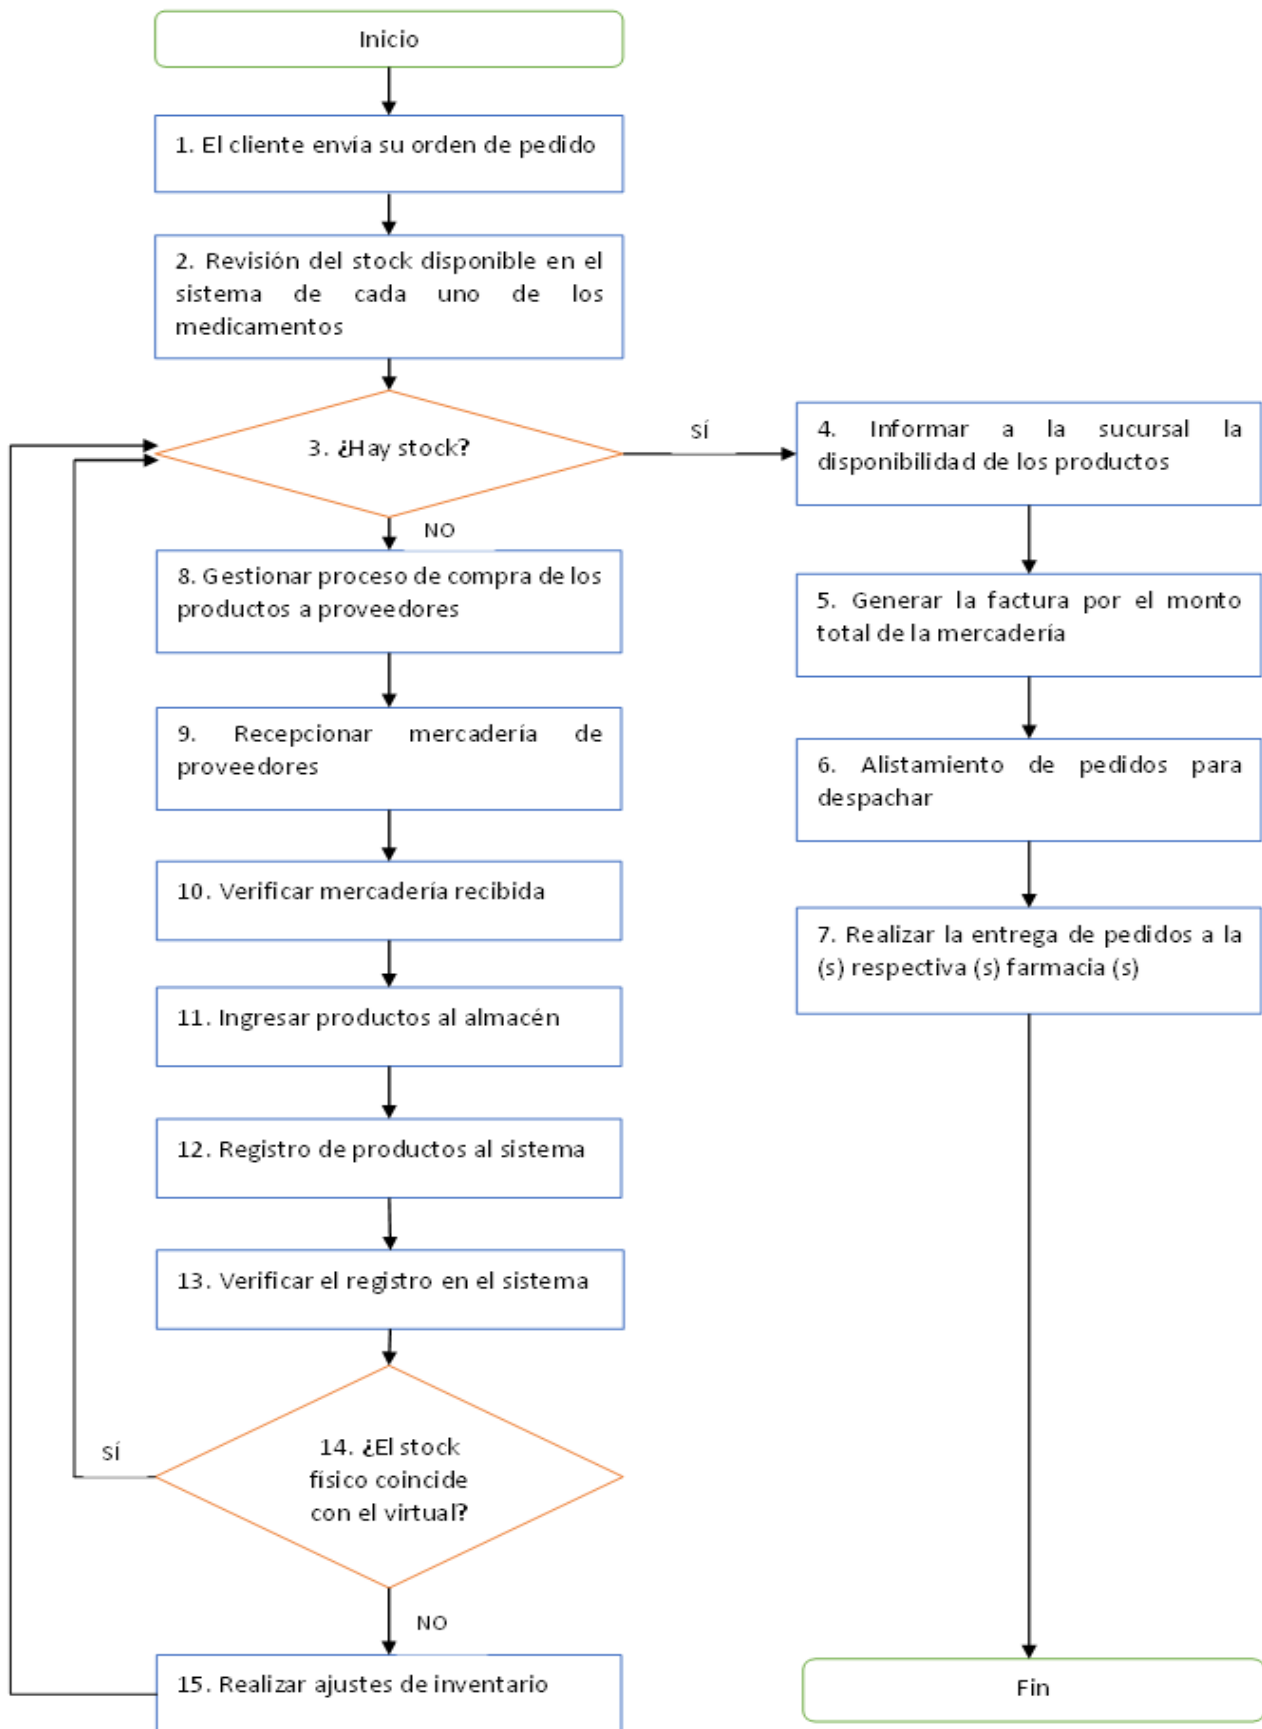 Inicio
1. El cliente envía su orden de pedido
2. Revisión del stock disponible en el
sistema de cada uno de los
medicamentos
3. ¿Hay stock?
SÍ
NO
4. Informar a la sucursal la
disponibilidad de los productos
5. Generar la factura por el monto
total de la mercadería
6. Alistamiento de pedidos para
despachar
7. Realizar la entrega de pedidos a la
(s) respectiva (s) farmacia (s)
8. Gestionar proceso de compra de los
productos a proveedores
9. Recepcionar mercadería de
proveedores
10. Verificar mercadería recibida
11. Ingresar productos al almacén
12. Registro de productos al sistema
13. Verificar el registro en el sistema
14. ¿El stock
físico coincide
con el virtual?
SÍ
NO
15. Realizar ajustes de inventario
Fin